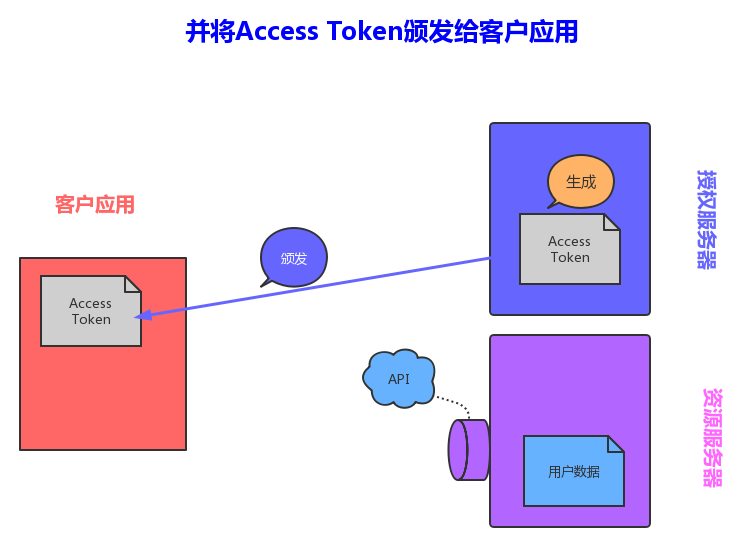 并将Access Token颁发给客户应用
客户应用
Access
Token
颁发
生成
Access
Token
授权服务器
API
用户数据
资源服务器